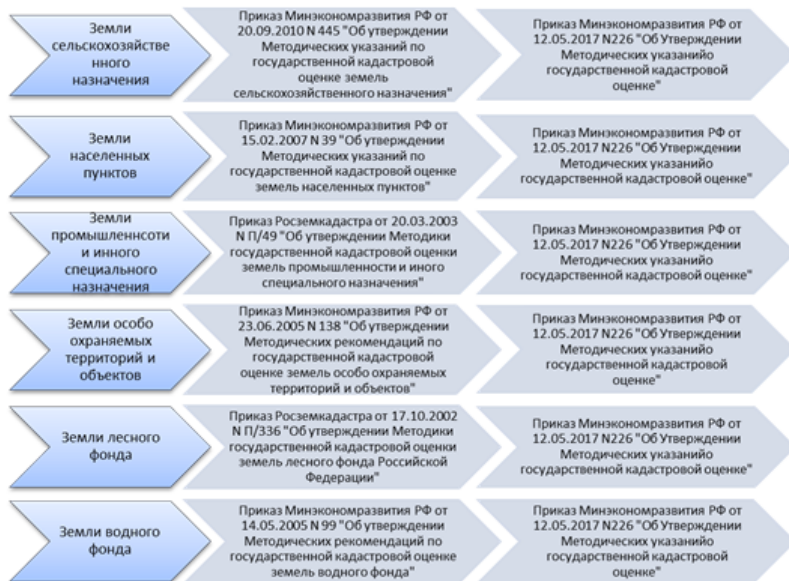 Земли
сельскохозяйстве
нного
назначения
Приказ Минэкономразвития РФ от
20.09.2010 N 445 "Об утверждении
Методических указаний по
государственной кадастровой
оценке земель
сельскохозяйственного назначения"
Приказ Минэкономразвития РФ от
12.05.2017 N226 "Об Утверждении
Методических указанийо
государственной кадастровой
оценке"
Земли
населенных
пунктов
Приказ Минэкономразвития РФ от
15.02.2007 N 39 "Об утверждении
Методических указаний по
государственной кадастровой оценке
земель населенных пунктов"
Приказ Минэкономразвития РФ от
12.05.2017 N226 "Об Утверждении
Методических указанийо
государственной кадастровой оценке"
Земли
промышленнсоти
и инного
специального
назначения
Приказ Росземкадастра от 20.03.2003
N П/49 "Об утверждении Методики
государственной кадастровой оценки
земель промышленности и иного
специального назначения"
Приказ Минэкономразвития РФ от
12.05.2017 N226 "Об Утверждении
Методических указанийо
государственной кадастровой оценке"
Земли особо
охраняемых
территорий и
объектов
Приказ Минэкономразвития РФ от
23.06.2005 N 138 "Об утверждении
Методических рекомендаций по
государственной кадастровой
оценке земель особо охраняемых
территорий и объектов"
Приказ Минэкономразвития РФ от
12.05.2017 N226 "Об Утверждении
Методических указанийо
государственной кадастровой
оценке"
Земли лесного
фонда
Приказ Росземкадастра от 17.10.2002
N П/336 "Об утверждении Методики
государственной кадастровой оценки
земель лесного фонда Российской
Федерации"
Приказ Минэкономразвития РФ от
12.05.2017 N226 "Об Утверждении
Методических указанийо
государственной кадастровой оценке"
Земли водного
фонда
Приказ Минэкономразвития РФ от
14.05.2005 N 99 "Об утверждении
Методических рекомендаций по
государственной кадастровой оценке
земель водного фонда"
Приказ Минэкономразвития РФ от
12.05.2017 N226 "Об Утверждении
Методических указанийо
государственной кадастровой
оценке"